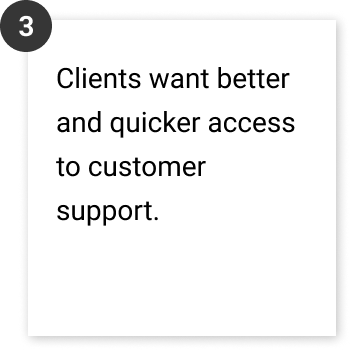 3
Clients want better
and quicker access
to customer
support.